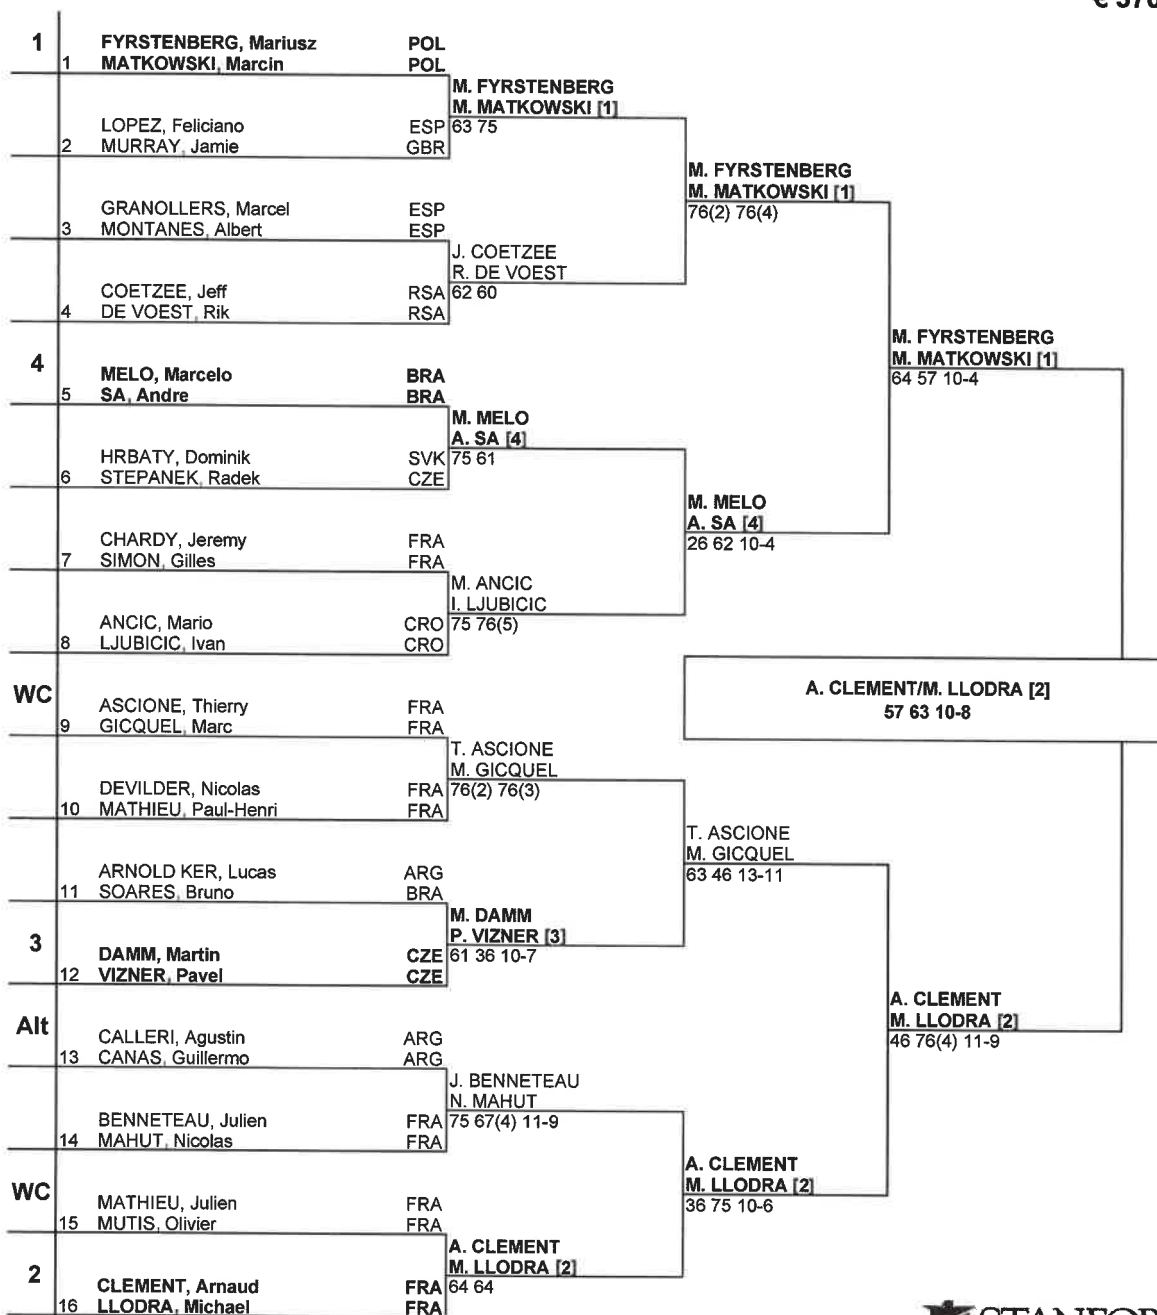 € 370
1 FYRSTENBERG, Mariusz POL
1 MATKOWSKI, Marcin POL
M. FYRSTENBERG
M. MATKOWSKI [1]
63 75
LOPEZ, Feliciano ESP
2 MURRAY, Jamie GBR
M. FYRSTENBERG
M. MATKOWSKI [1]
76(2) 76(4)
GRANOLLERS, Marcel ESP
3 MONTANES, Albert ESP
J. COETZEE
R. DE VOEST
62 60
COETZEE, Jeff RSA
4 DE VOEST, Rik RSA
M. FYRSTENBERG
M. MATKOWSKI [1]
64 57 10-4
4 MELO, Marcelo BRA
5 SA, Andre BRA
M. MELO
A. SA [4]
75 61
HRBATY, Dominik SVK
6 STEPANEK, Radek CZE
M. MELO
A. SA [4]
26 62 10-4
CHARDY, Jeremy FRA
7 SIMON, Gilles FRA
M. ANCIC
I. LJUBICIC
75 76(5)
ANCIC, Mario CRO
8 LJUBICIC, Ivan CRO
A. CLEMENT/M. LLODRA [2]
57 63 10-8
WC ASCIONE, Thierry FRA
9 GICQUEL, Marc FRA
T. ASCIONE
M. GICQUEL
76(2) 76(3)
DEVILDER, Nicolas FRA
10 MATHIEU, Paul-Henri FRA
T. ASCIONE
M. GICQUEL
63 46 13-11
ARNOLD KER, Lucas ARG
11 SOARES, Bruno BRA
M. DAMM
P. VIZNER [3]
61 36 10-7
3 DAMM, Martin CZE
12 VIZNER, Pavel CZE
A. CLEMENT
M. LLODRA [2]
46 76(4) 11-9
Alt CALLERI, Agustin ARG
13 CANAS, Guillermo ARG
J. BENNETEAU
N. MAHUT
75 67(4) 11-9
BENNETEAU, Julien FRA
14 MAHUT, Nicolas FRA
A. CLEMENT
M. LLODRA [2]
36 75 10-6
WC MATHIEU, Julien FRA
15 MUTIS, Olivier FRA
A. CLEMENT
M. LLODRA [2]
64 64
2 CLEMENT, Arnaud FRA
16 LLODRA, Michael FRA